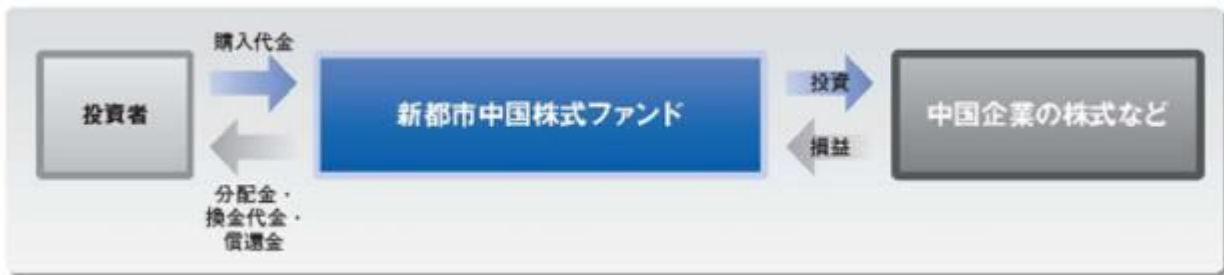 購入代金
投資者
新都市中国株式ファンド
投資
中国企業の株式など
損益
分配金・
換金代金・
償還金